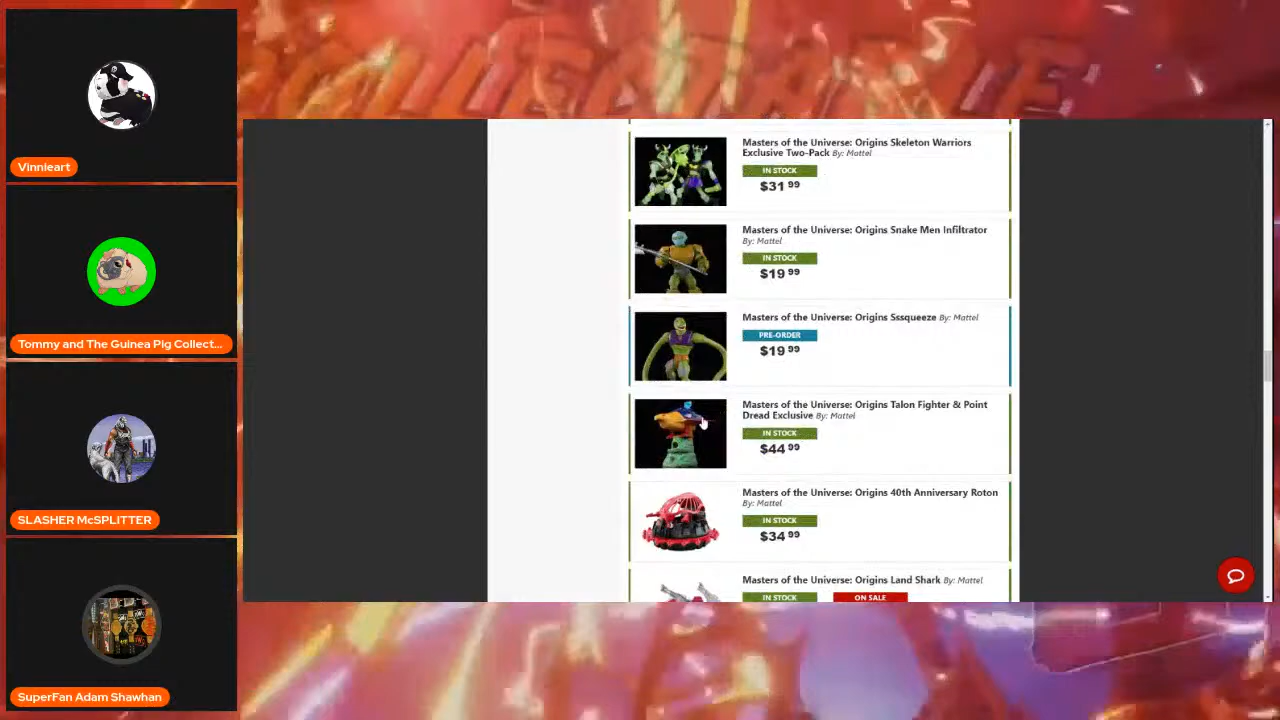 Vinnieart
Tommy and The Guinea Pig Collect...
SLASHER McSPLITTER
SuperFan Adam Shawhan
Masters of the Universe: Origins Skeleton Warriors
Exclusive Two-Pack By: Mattel
IN STOCK
$31 99
Masters of the Universe: Origins Snake Men Infiltrator
By: Mattel
IN STOCK
$19 99
Masters of the Universe: Origins Sssqueeze By: Mattel
PRE-ORDER
$19 99
Masters of the Universe: Origins Talon Fighter & Point
Dread Exclusive By: Mattel
IN STOCK
$44 99
Masters of the Universe: Origins 40th Anniversary Roton
By: Mattel
IN STOCK
$34 99
Masters of the Universe: Origins Land Shark By: Mattel
IN STOCK ON SALE